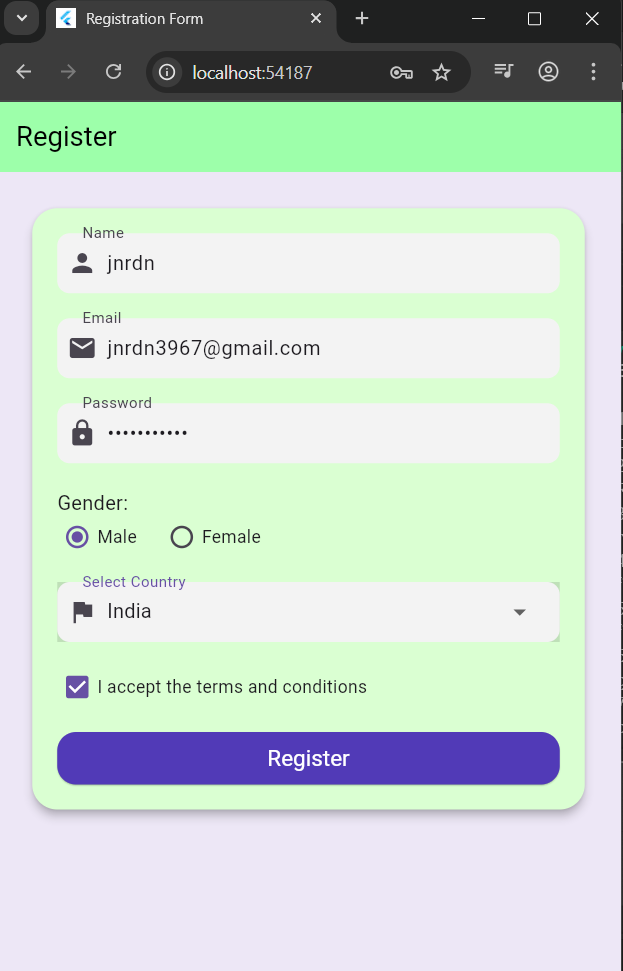 Registration Form
localhost:54187
Register
Name
jnrdn
Email
jnrdn3967@gmail.com
Password
•••••••••••
Gender:
Male Female
Select Country
India
I accept the terms and conditions
Register